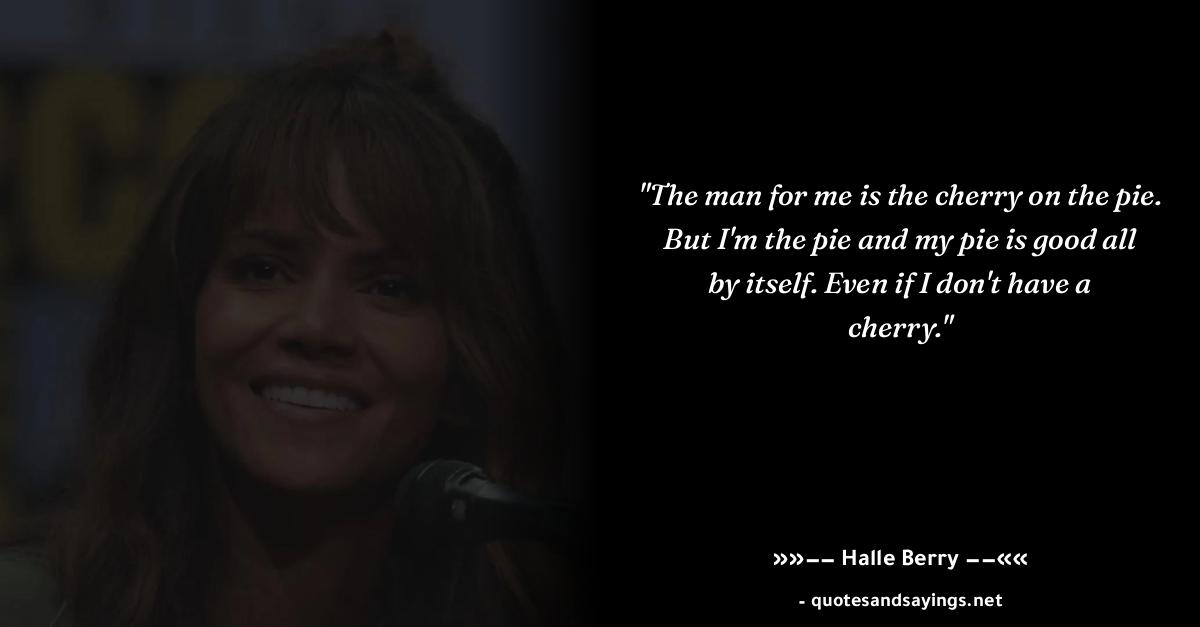 "The man for me is the cherry on the pie.
But I'm the pie and my pie is good all
by itself. Even if I don't have a
cherry."
»»−− Halle Berry −−««
- quotesandsayings.net